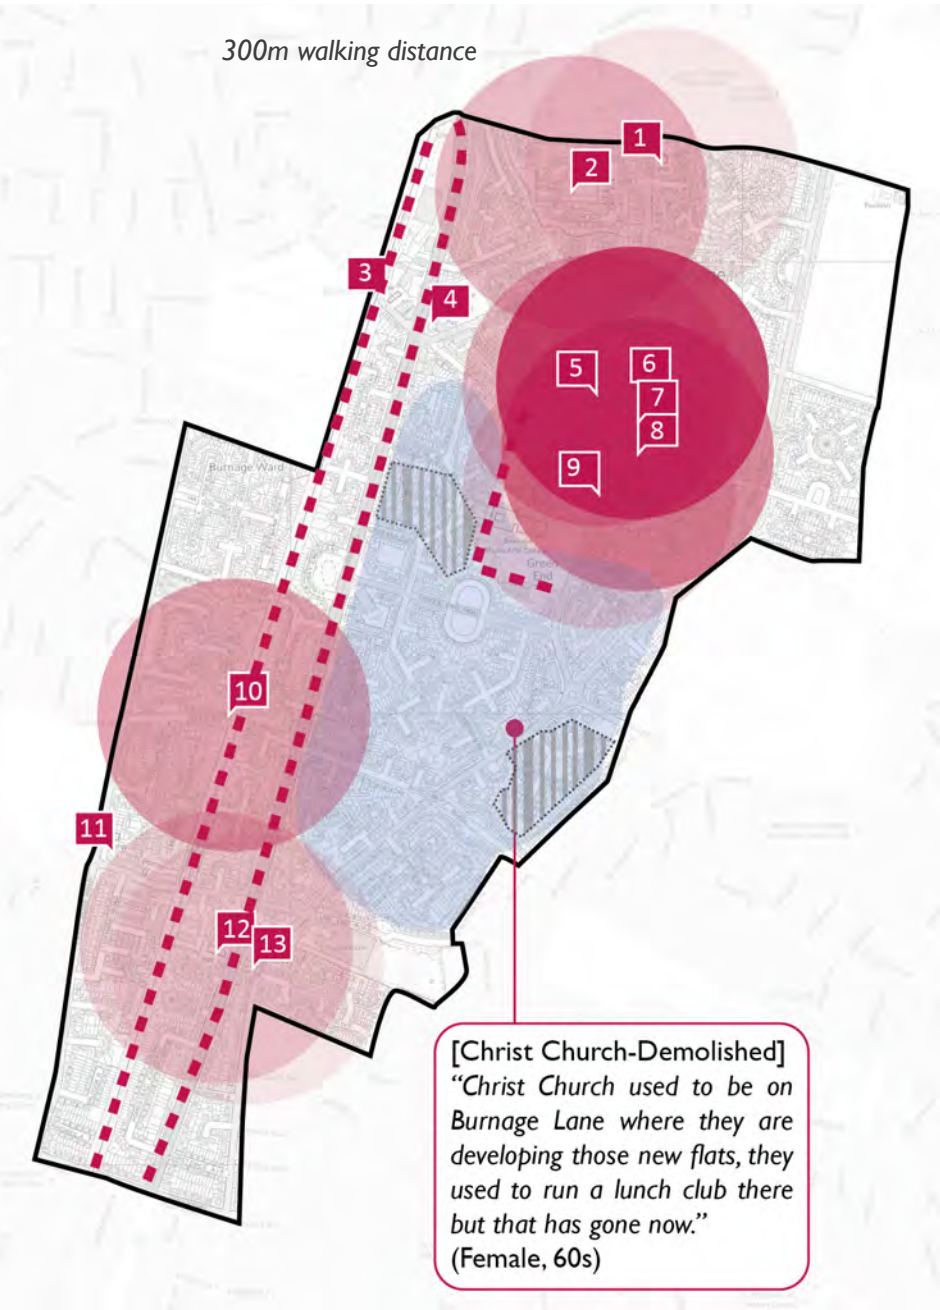 300m walking distance
1
2
3
4
5
6
7
8
9
Burnage Ward
Green
End
10
11
12
13
[Christ Church-Demolished]
“Christ Church used to be on
Burnage Lane where they are
developing those new flats, they
used to run a lunch club there
but that has gone now.”
(Female, 60s)